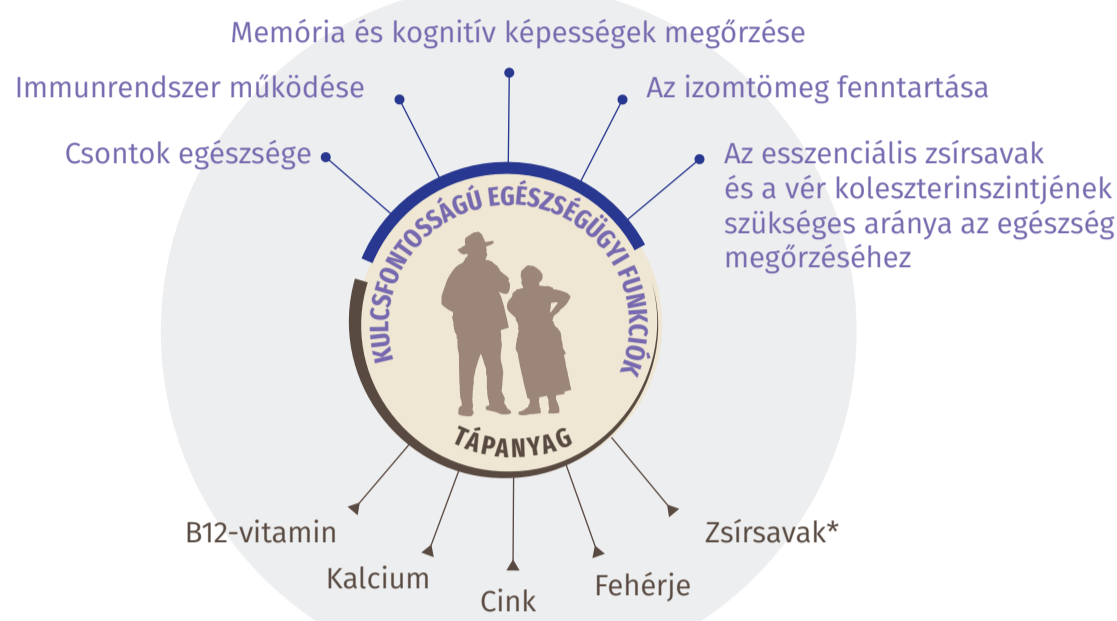 Memória és kognitív képességek megőrzése
Immunrendszer működése
Az izomtömeg fenntartása
Csontok egészsége
Az esszenciális zsírsavak
és a vér koleszterinszintjének
szükséges aránya az egészség
megőrzéséhez
KULCSFONTOSSÁGÚ EGÉSZSÉGÜGYI FUNKCIÓK
TÁPANYAG
B12-vitamin
Zsírsavak*
Kalcium
Fehérje
Cink